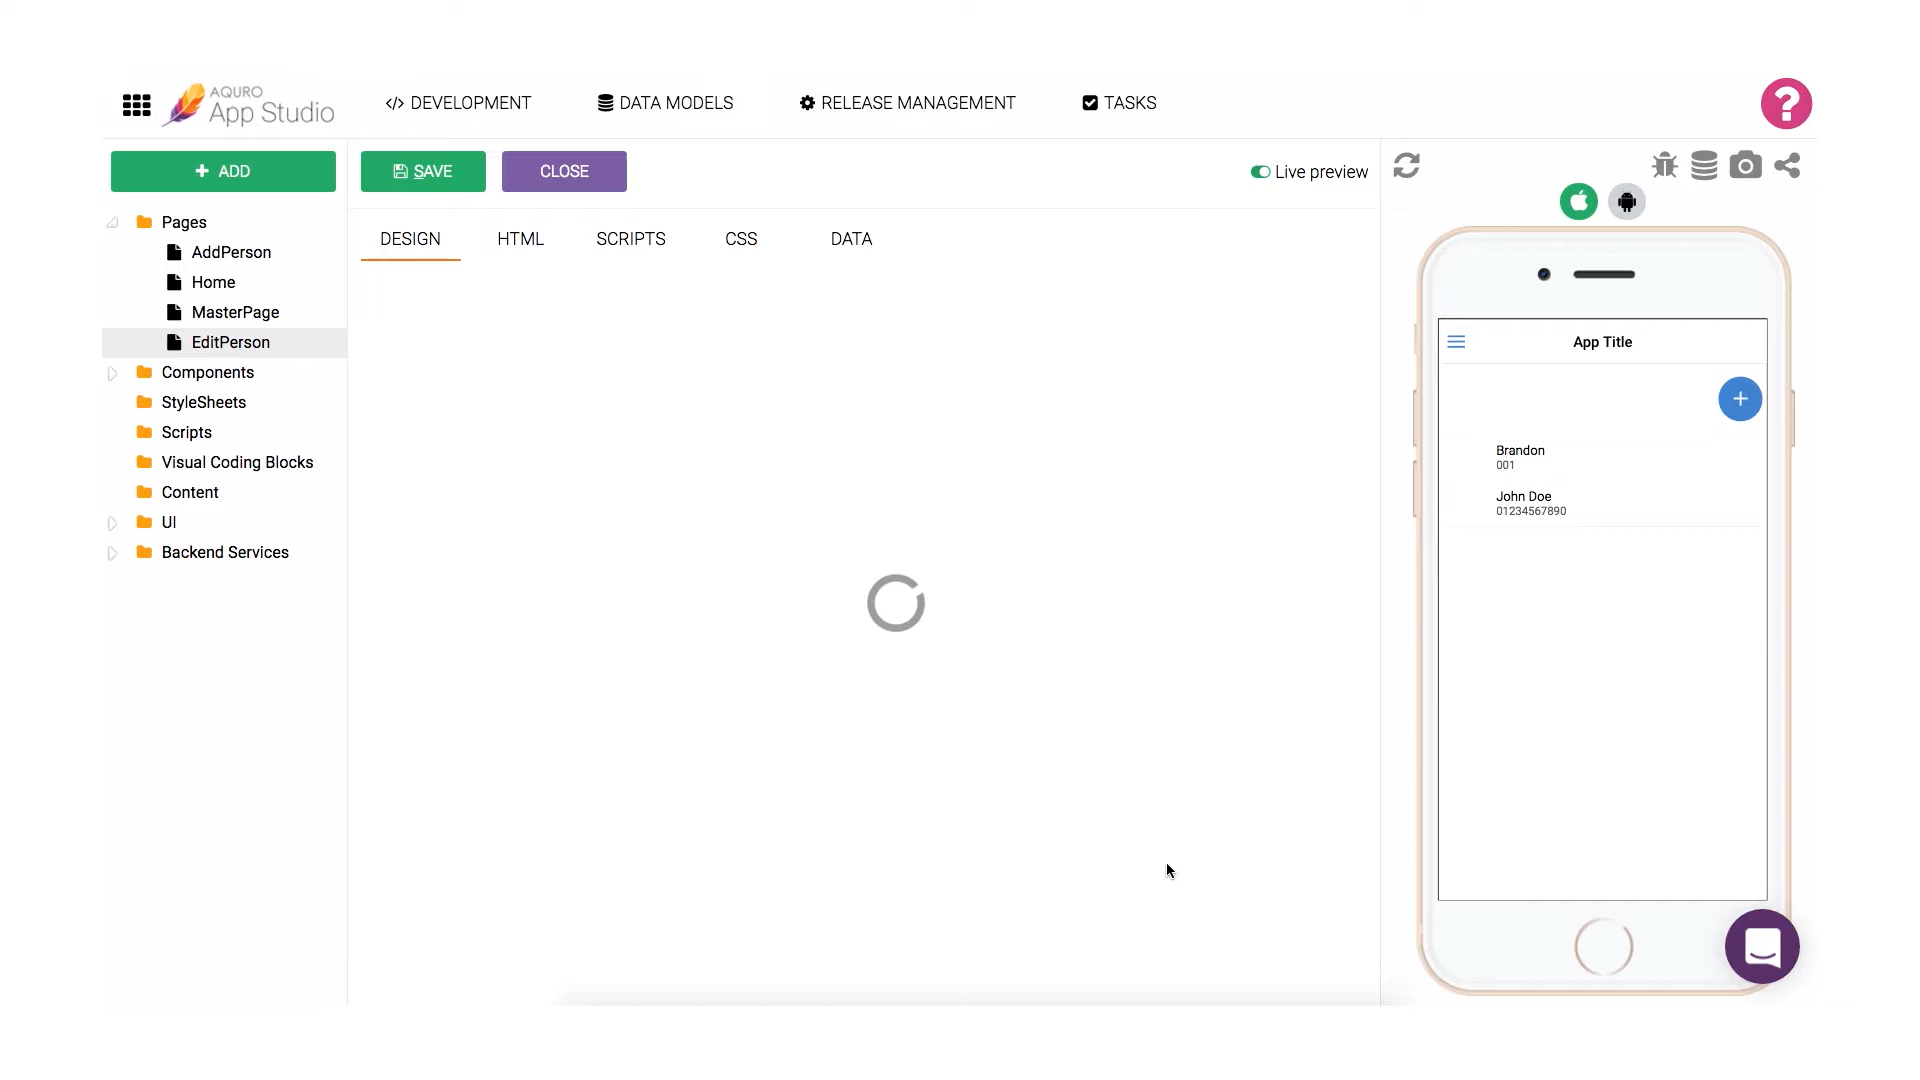 AQURO
App Studio
</> DEVELOPMENT
DATA MODELS
RELEASE MANAGEMENT
TASKS
?
+ ADD
SAVE
CLOSE
Live preview
Pages
AddPerson
Home
MasterPage
EditPerson
Components
StyleSheets
Scripts
Visual Coding Blocks
Content
UI
Backend Services
DESIGN
HTML
SCRIPTS
CSS
DATA
App Title
+
Brandon
001
John Doe
01234567890